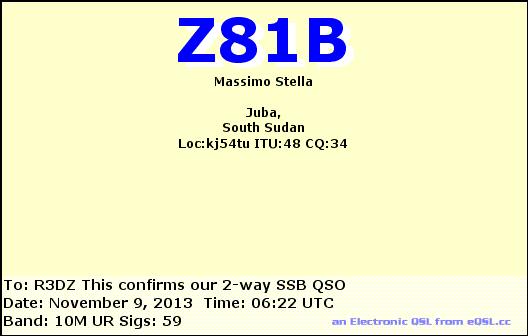 Z81B
Massimo Stella
Juba,
South Sudan
Loc:kj54tu ITU:48 CQ:34
To: R3DZ This confirms our 2-way SSB QSO
Date: November 9, 2013 Time: 06:22 UTC
Band: 10M UR Sigs: 59
an Electronic QSL from eQSL.cc